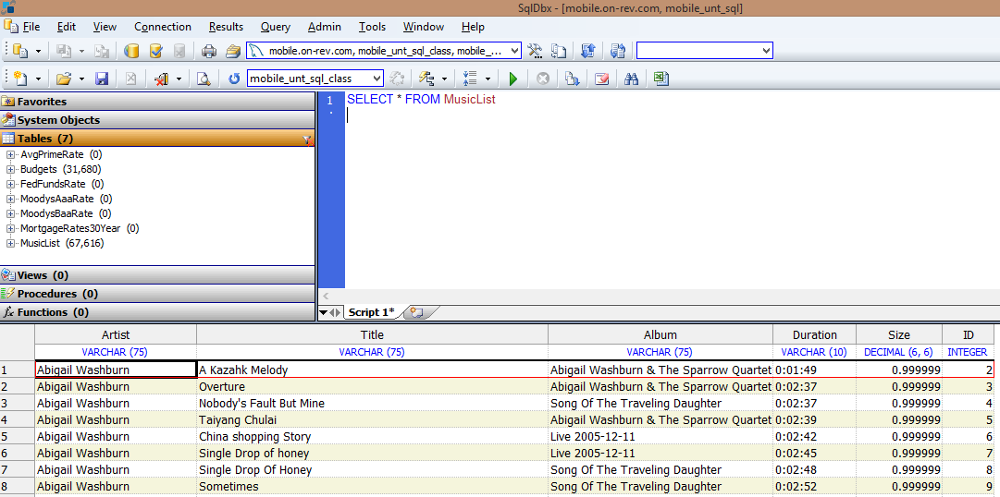 SqlDbx - [mobile.on-rev.com, mobile_unt_sql]
File Edit View Connection Results Query Admin Tools Window Help
mobile.on-rev.com, mobile_unt_sql_class, mobile_...
mobile_unt_sql_class
Favorites
System Objects
Tables (7)
AvgPrimeRate (0)
Budgets (31,680)
FedFundsRate (0)
MoodysAaaRate (0)
MoodysBaaRate (0)
MortgageRates30Year (0)
MusicList (67,616)
Views (0)
Procedures (0)
Functions (0)
1 SELECT * FROM MusicList
Script 1*
Artist Title Album Duration Size ID
VARCHAR (75) VARCHAR (75) VARCHAR (75) VARCHAR (10) DECIMAL (6, 6) INTEGER
1 Abigail Washburn A Kazahk Melody Abigail Washburn & The Sparrow Quartet 0:01:49 0.999999 2
2 Abigail Washburn Overture Abigail Washburn & The Sparrow Quartet 0:02:37 0.999999 3
3 Abigail Washburn Nobody's Fault But Mine Song Of The Traveling Daughter 0:02:37 0.999999 4
4 Abigail Washburn Taiyang Chulai Abigail Washburn & The Sparrow Quartet 0:02:39 0.999999 5
5 Abigail Washburn China shopping Story Live 2005-12-11 0:02:42 0.999999 6
6 Abigail Washburn Single Drop of honey Live 2005-12-11 0:02:45 0.999999 7
7 Abigail Washburn Single Drop Of Honey Song Of The Traveling Daughter 0:02:48 0.999999 8
8 Abigail Washburn Sometimes Song Of The Traveling Daughter 0:02:52 0.999999 9